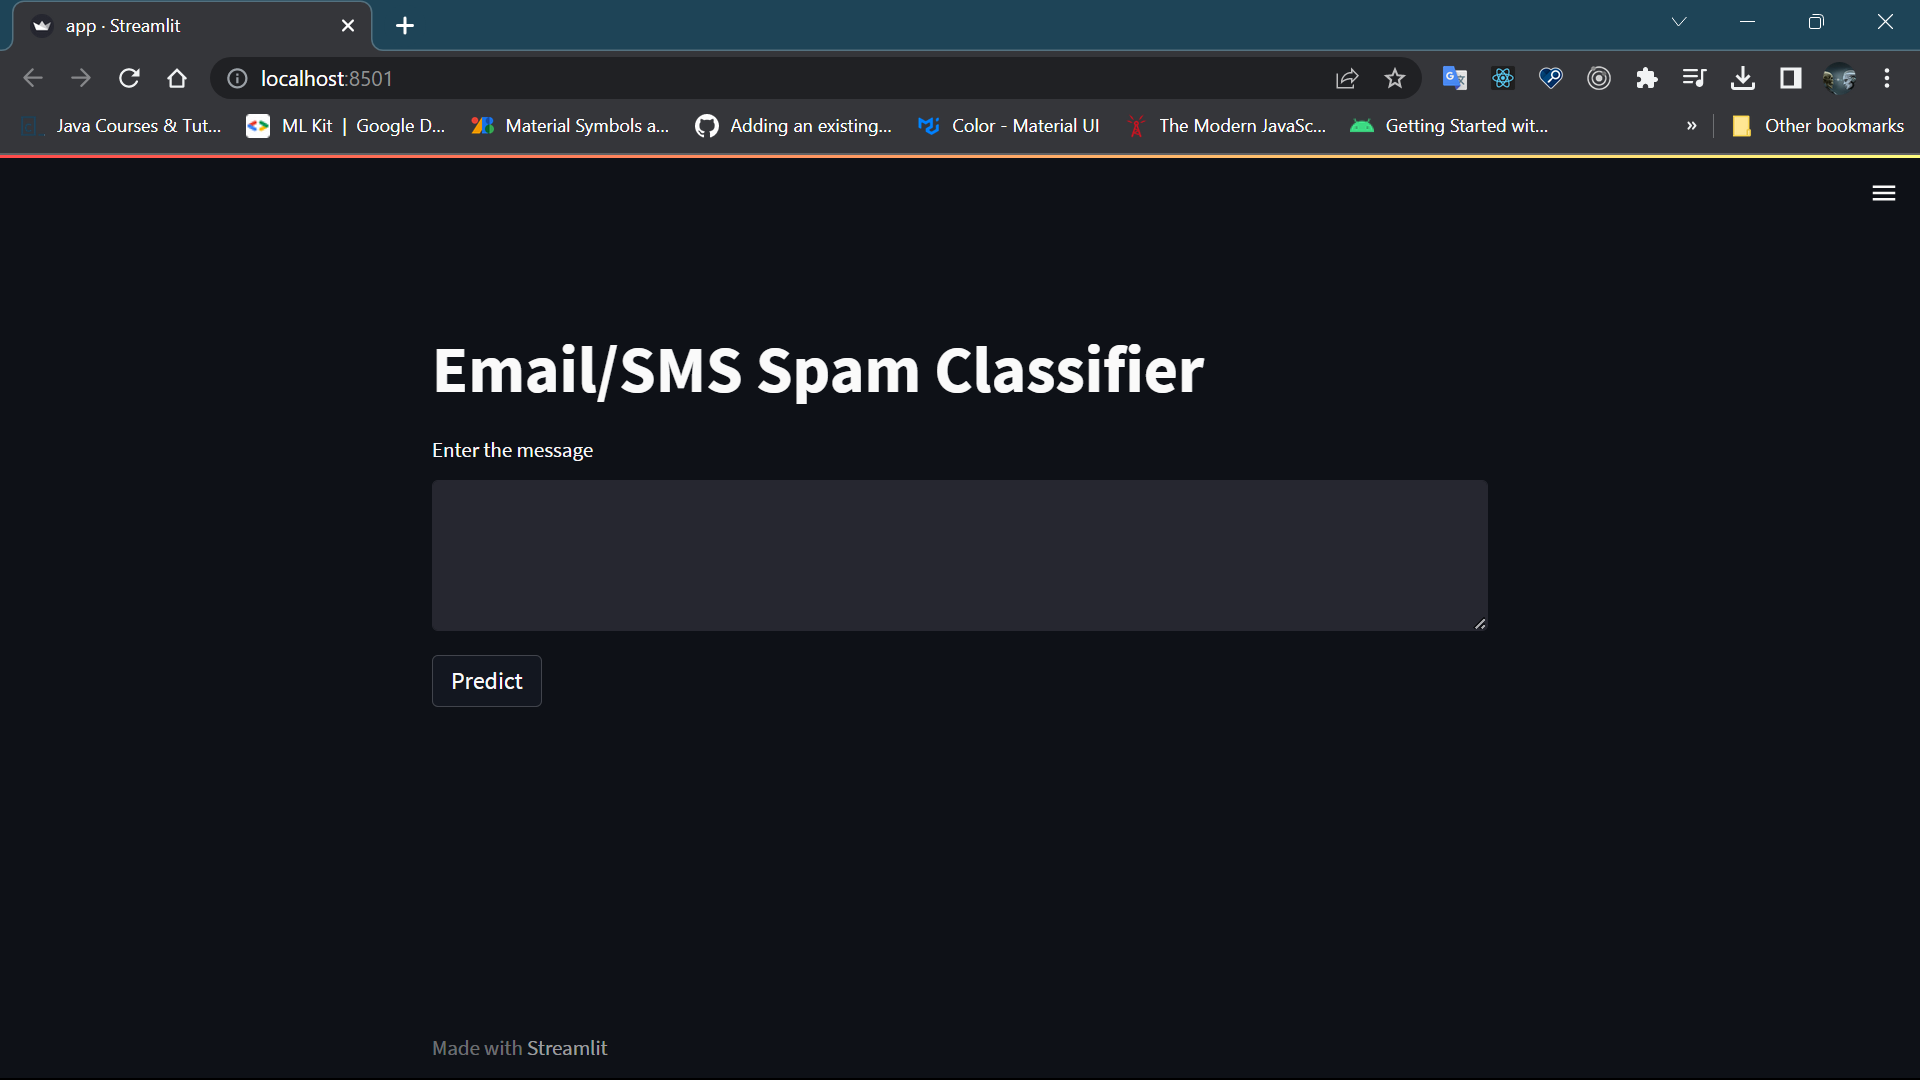 app · Streamlit
localhost:8501
Java Courses & Tut...
ML Kit | Google D...
Material Symbols a...
Adding an existing...
Color - Material UI
The Modern JavaSc...
Getting Started wit...
»
Other bookmarks
Email/SMS Spam Classifier
Enter the message
Predict
Made with Streamlit